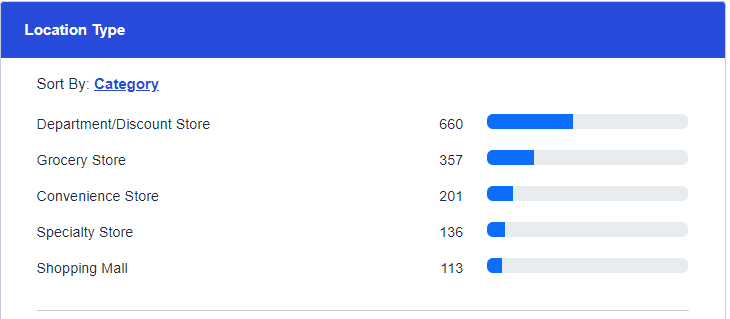 Location Type
Sort By: Category
Department/Discount Store 660
Grocery Store 357
Convenience Store 201
Specialty Store 136
Shopping Mall 113